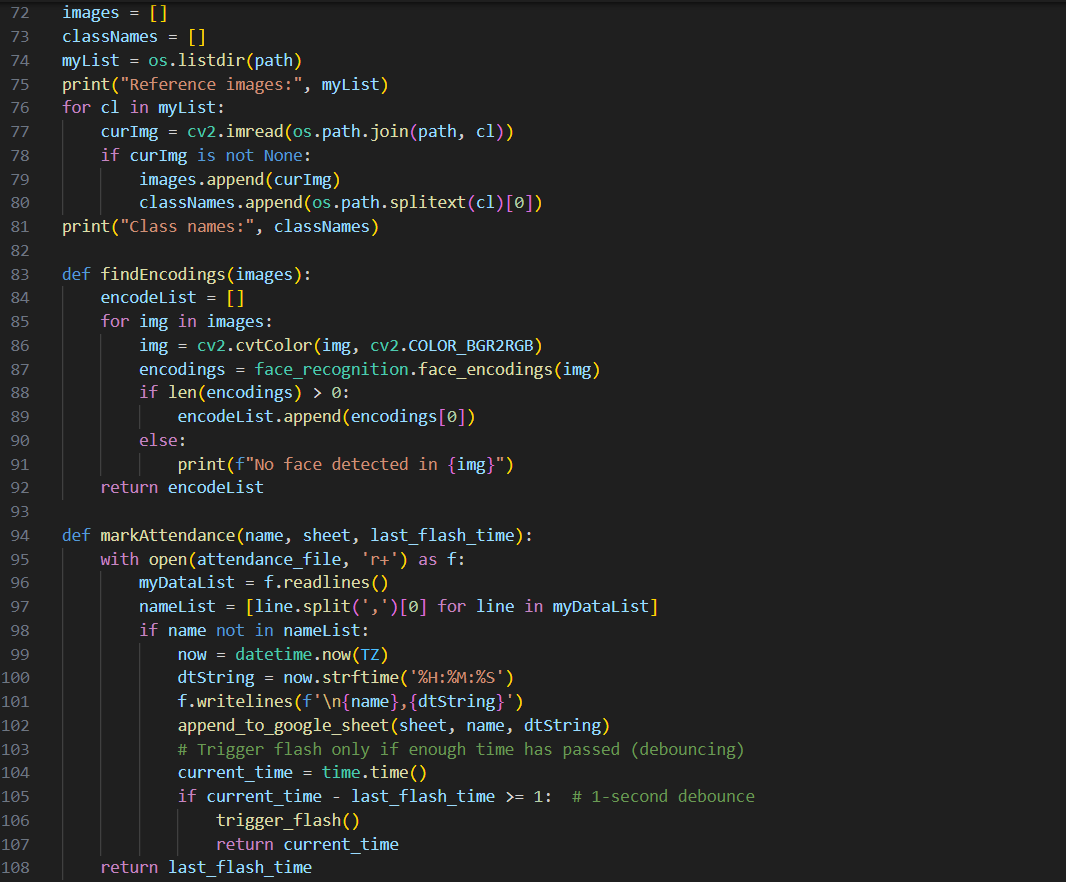 72 images = []
73 classNames = []
74 myList = os.listdir(path)
75 print("Reference images:", myList)
76 for cl in myList:
77     curImg = cv2.imread(os.path.join(path, cl))
78     if curImg is not None:
79         images.append(curImg)
80         classNames.append(os.path.splitext(cl)[0])
81 print("Class names:", classNames)
82
83 def findEncodings(images):
84     encodeList = []
85     for img in images:
86         img = cv2.cvtColor(img, cv2.COLOR_BGR2RGB)
87         encodings = face_recognition.face_encodings(img)
88         if len(encodings) > 0:
89             encodeList.append(encodings[0])
90         else:
91             print(f"No face detected in {img}")
92     return encodeList
93
94 def markAttendance(name, sheet, last_flash_time):
95     with open(attendance_file, 'r+') as f:
96         myDataList = f.readlines()
97         nameList = [line.split(',')[0] for line in myDataList]
98         if name not in nameList:
99             now = datetime.now(TZ)
100             dtString = now.strftime('%H:%M:%S')
101             f.writelines(f'\n{name},{dtString}')
102             append_to_google_sheet(sheet, name, dtString)
103             # Trigger flash only if enough time has passed (debouncing)
104             current_time = time.time()
105             if current_time - last_flash_time >= 1:  # 1-second debounce
106                 trigger_flash()
107                 return current_time
108     return last_flash_time